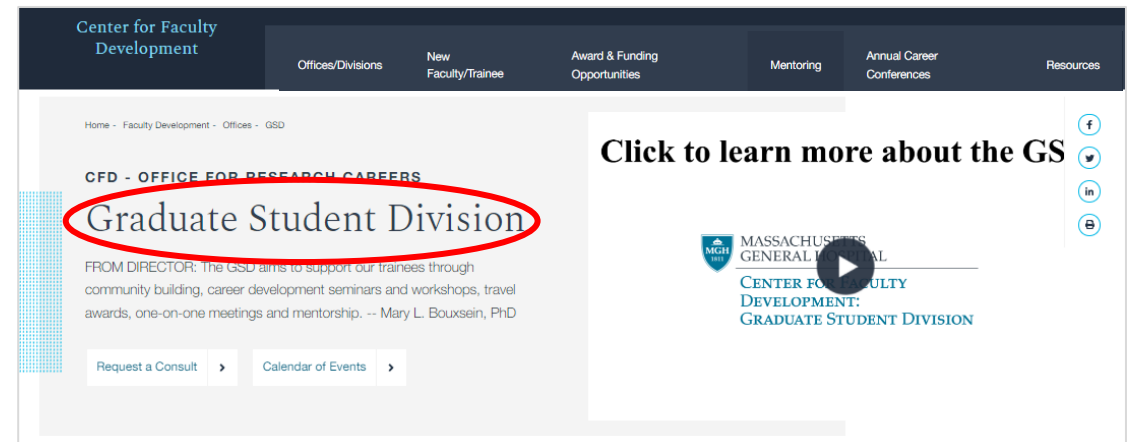 Center for Faculty
Development
Offices/Divisions
New
Faculty/Trainee
Award & Funding
Opportunities
Mentoring
Annual Career
Conferences
Resources
Home - Faculty Development - Offices - GSD
CFD - OFFICE FOR RESEARCH CAREERS
Graduate Student Division
FROM DIRECTOR: The GSD aims to support our trainees through
community building, career development seminars and workshops, travel
awards, one-on-one meetings and mentorship. -- Mary L. Bouxsein, PhD
Request a Consult
Calendar of Events
Click to learn more about the GS
MGH
1811
MASSACHUSETTS
GENERAL HOSPITAL
CENTER FOR FACULTY
DEVELOPMENT:
GRADUATE STUDENT DIVISION
f
in